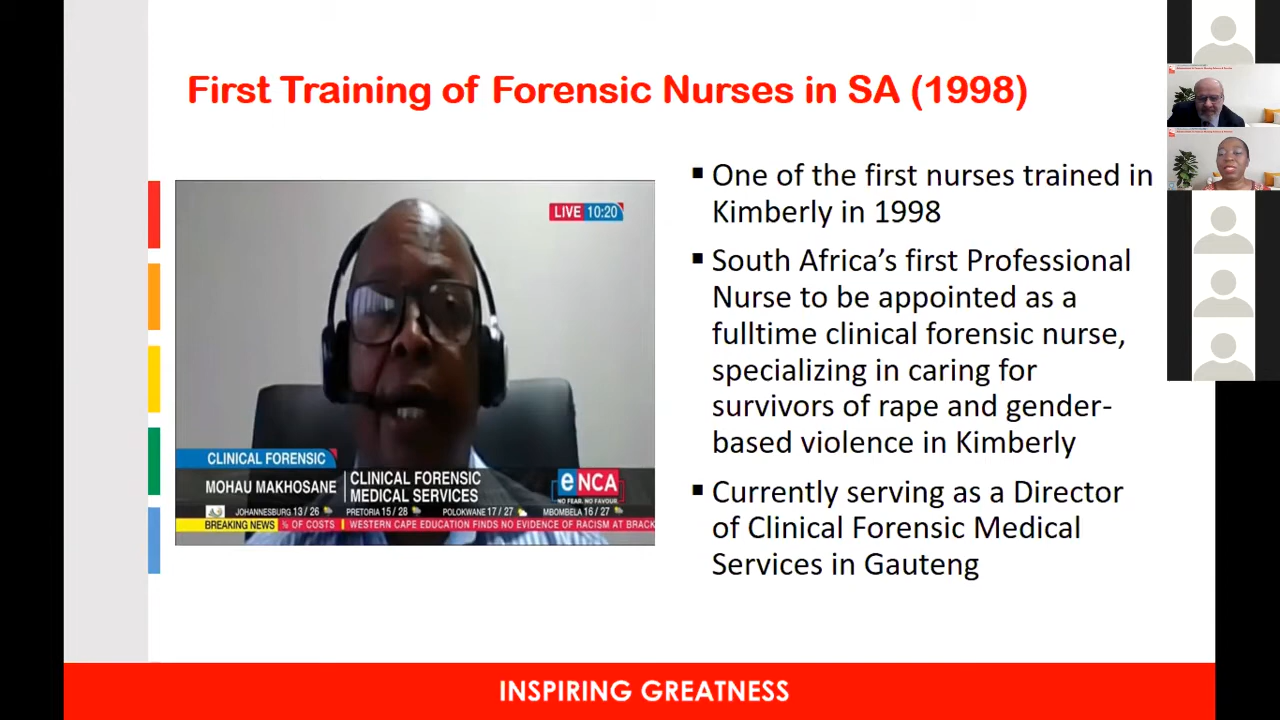 First Training of Forensic Nurses in SA (1998)
LIVE 10:20
CLINICAL FORENSIC
MOHAU MAKHOSANE
CLINICAL FORENSIC
MEDICAL SERVICES
eNCA
NO FEAR. NO FAVOUR.
JOHANNESBURG 13 / 26 PRETORIA 15 / 28 POLOKWANE 17 / 27 MBOMBELA 16 / 27
BREAKING NEWS % OF COSTS WESTERN CAPE EDUCATION FINDS NO EVIDENCE OF RACISM AT BRACK
▪ One of the first nurses trained in
Kimberly in 1998
▪ South Africa's first Professional
Nurse to be appointed as a
fulltime clinical forensic nurse,
specializing in caring for
survivors of rape and gender-
based violence in Kimberly
▪ Currently serving as a Director
of Clinical Forensic Medical
Services in Gauteng
INSPIRING GREATNESS